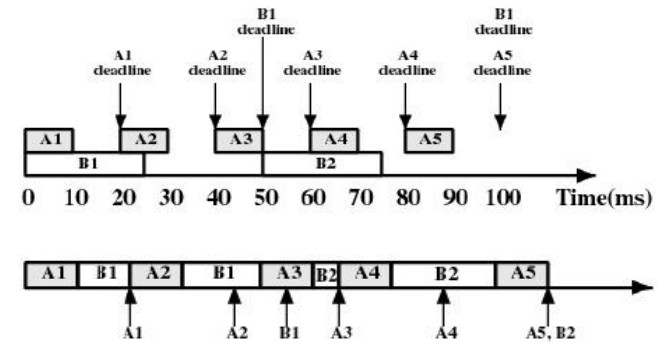 B1
deadline
B1
deadline
A1
deadline
A2
deadline
A3
deadline
A4
deadline
A5
deadline
A1 A2 A3 A4 A5
B1 B2
0 10 20 30 40 50 60 70 80 90 100 Time(ms)
A1 B1 A2 B1 A3 B2 A4 B2 A5
A1 A2 B1 A3 A4 A5, B2